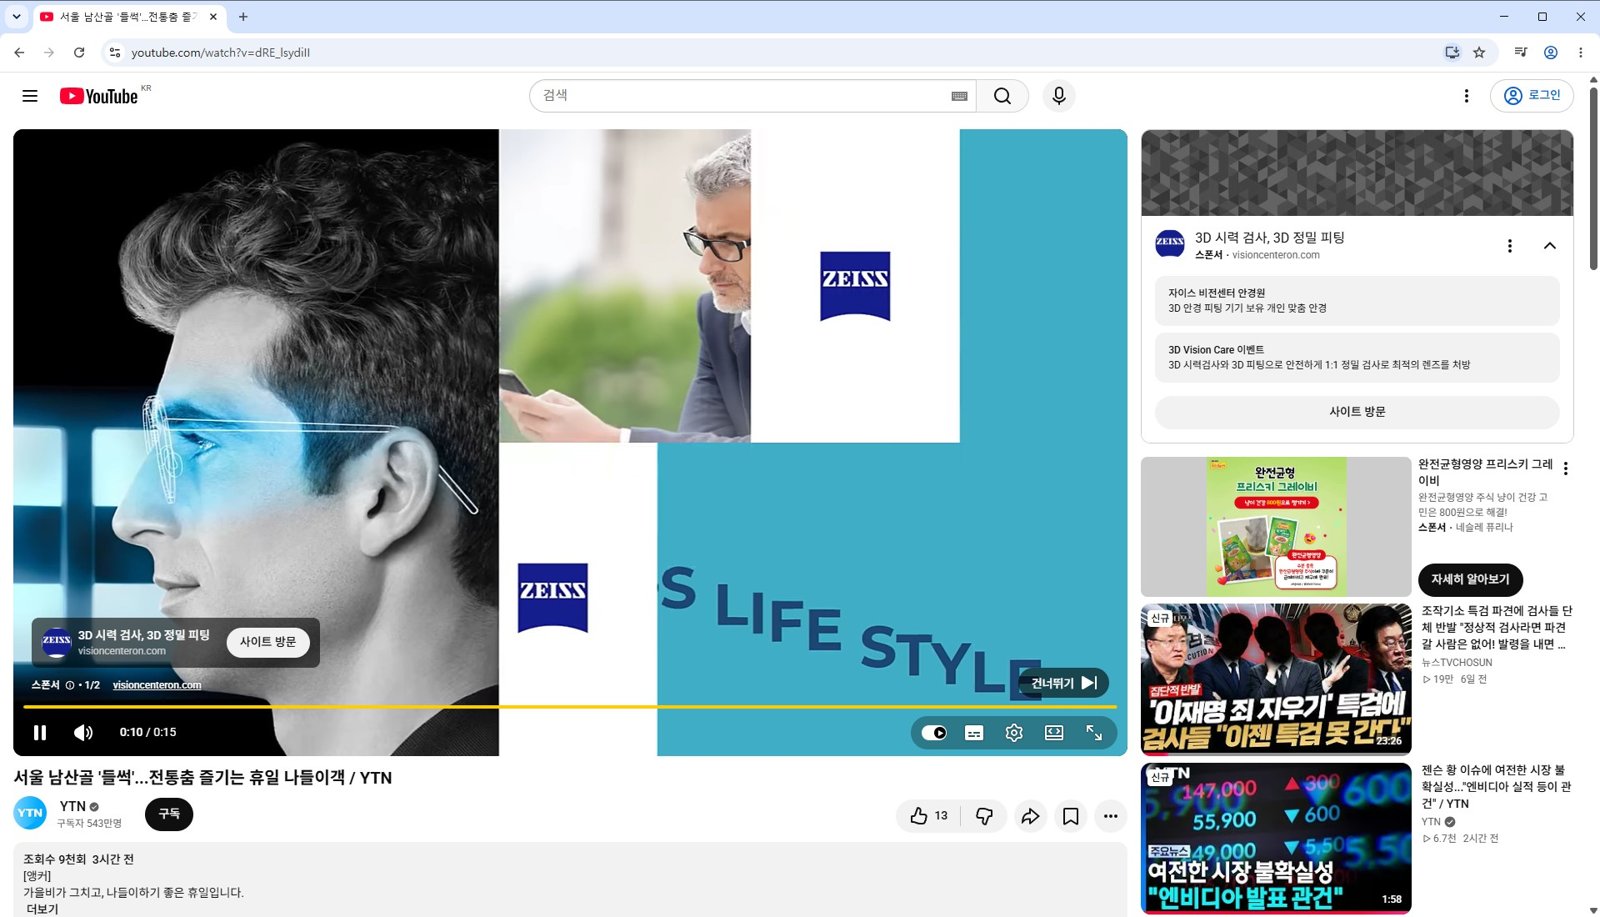 서울 남산골 '들썩'...전통춤 즐기
youtube.com/watch?v=dRE_lsydiII
YouTube KR
검색
로그인
ZEISS
ZEISS
S LIFE STYLE
ZEISS
3D 시력 검사, 3D 정밀 피팅
visioncenteron.com
사이트 방문
스폰서 · 1/2 visioncenteron.com
건너뛰기
0:10 / 0:15
서울 남산골 '들썩'...전통춤 즐기는 휴일 나들이객 / YTN
YTN
YTN
구독자 543만명
구독
13
조회수 9천회 3시간 전
[앵커]
가을비가 그치고, 나들이하기 좋은 휴일입니다.
더보기
ZEISS
3D 시력 검사, 3D 정밀 피팅
스폰서 · visioncenteron.com
자이스 비전센터 안경원
3D 안경 피팅 기기 보유 개인 맞춤 안경
3D Vision Care 이벤트
3D 시력검사와 3D 피팅으로 안전하게 1:1 정밀 검사로 최적의 렌즈를 처방
사이트 방문
완전균형
프리스키 그레이비
완전균형영양
완전균형영양 프리스키 그레
이비
완전균형영양 주식 냥이 건강 고
민은 800원으로 해결!
스폰서 · 네슬레 퓨리나
자세히 알아보기
신규
집단적 반발
'이재명 죄 지우기' 특검에
검사들 "이젠 특검 못 간다"
23:26
조작기소 특검 파견에 검사들 단
체 반발 "정상적 검사라면 파견
갈 사람은 없어! 발령을 내면 ...
뉴스TVCHOSUN
19만 6일 전
신규
YTN
147,000 ▲ 300
55,900 ▼ 600
49,000 ▼ 5,50
주요뉴스
여전한 시장 불확실성
"엔비디아 발표 관건"
1:58
젠슨 황 이슈에 여전한 시장 불
확실성..."엔비디아 실적 등이 관
건" / YTN
YTN
6.7천 2시간 전